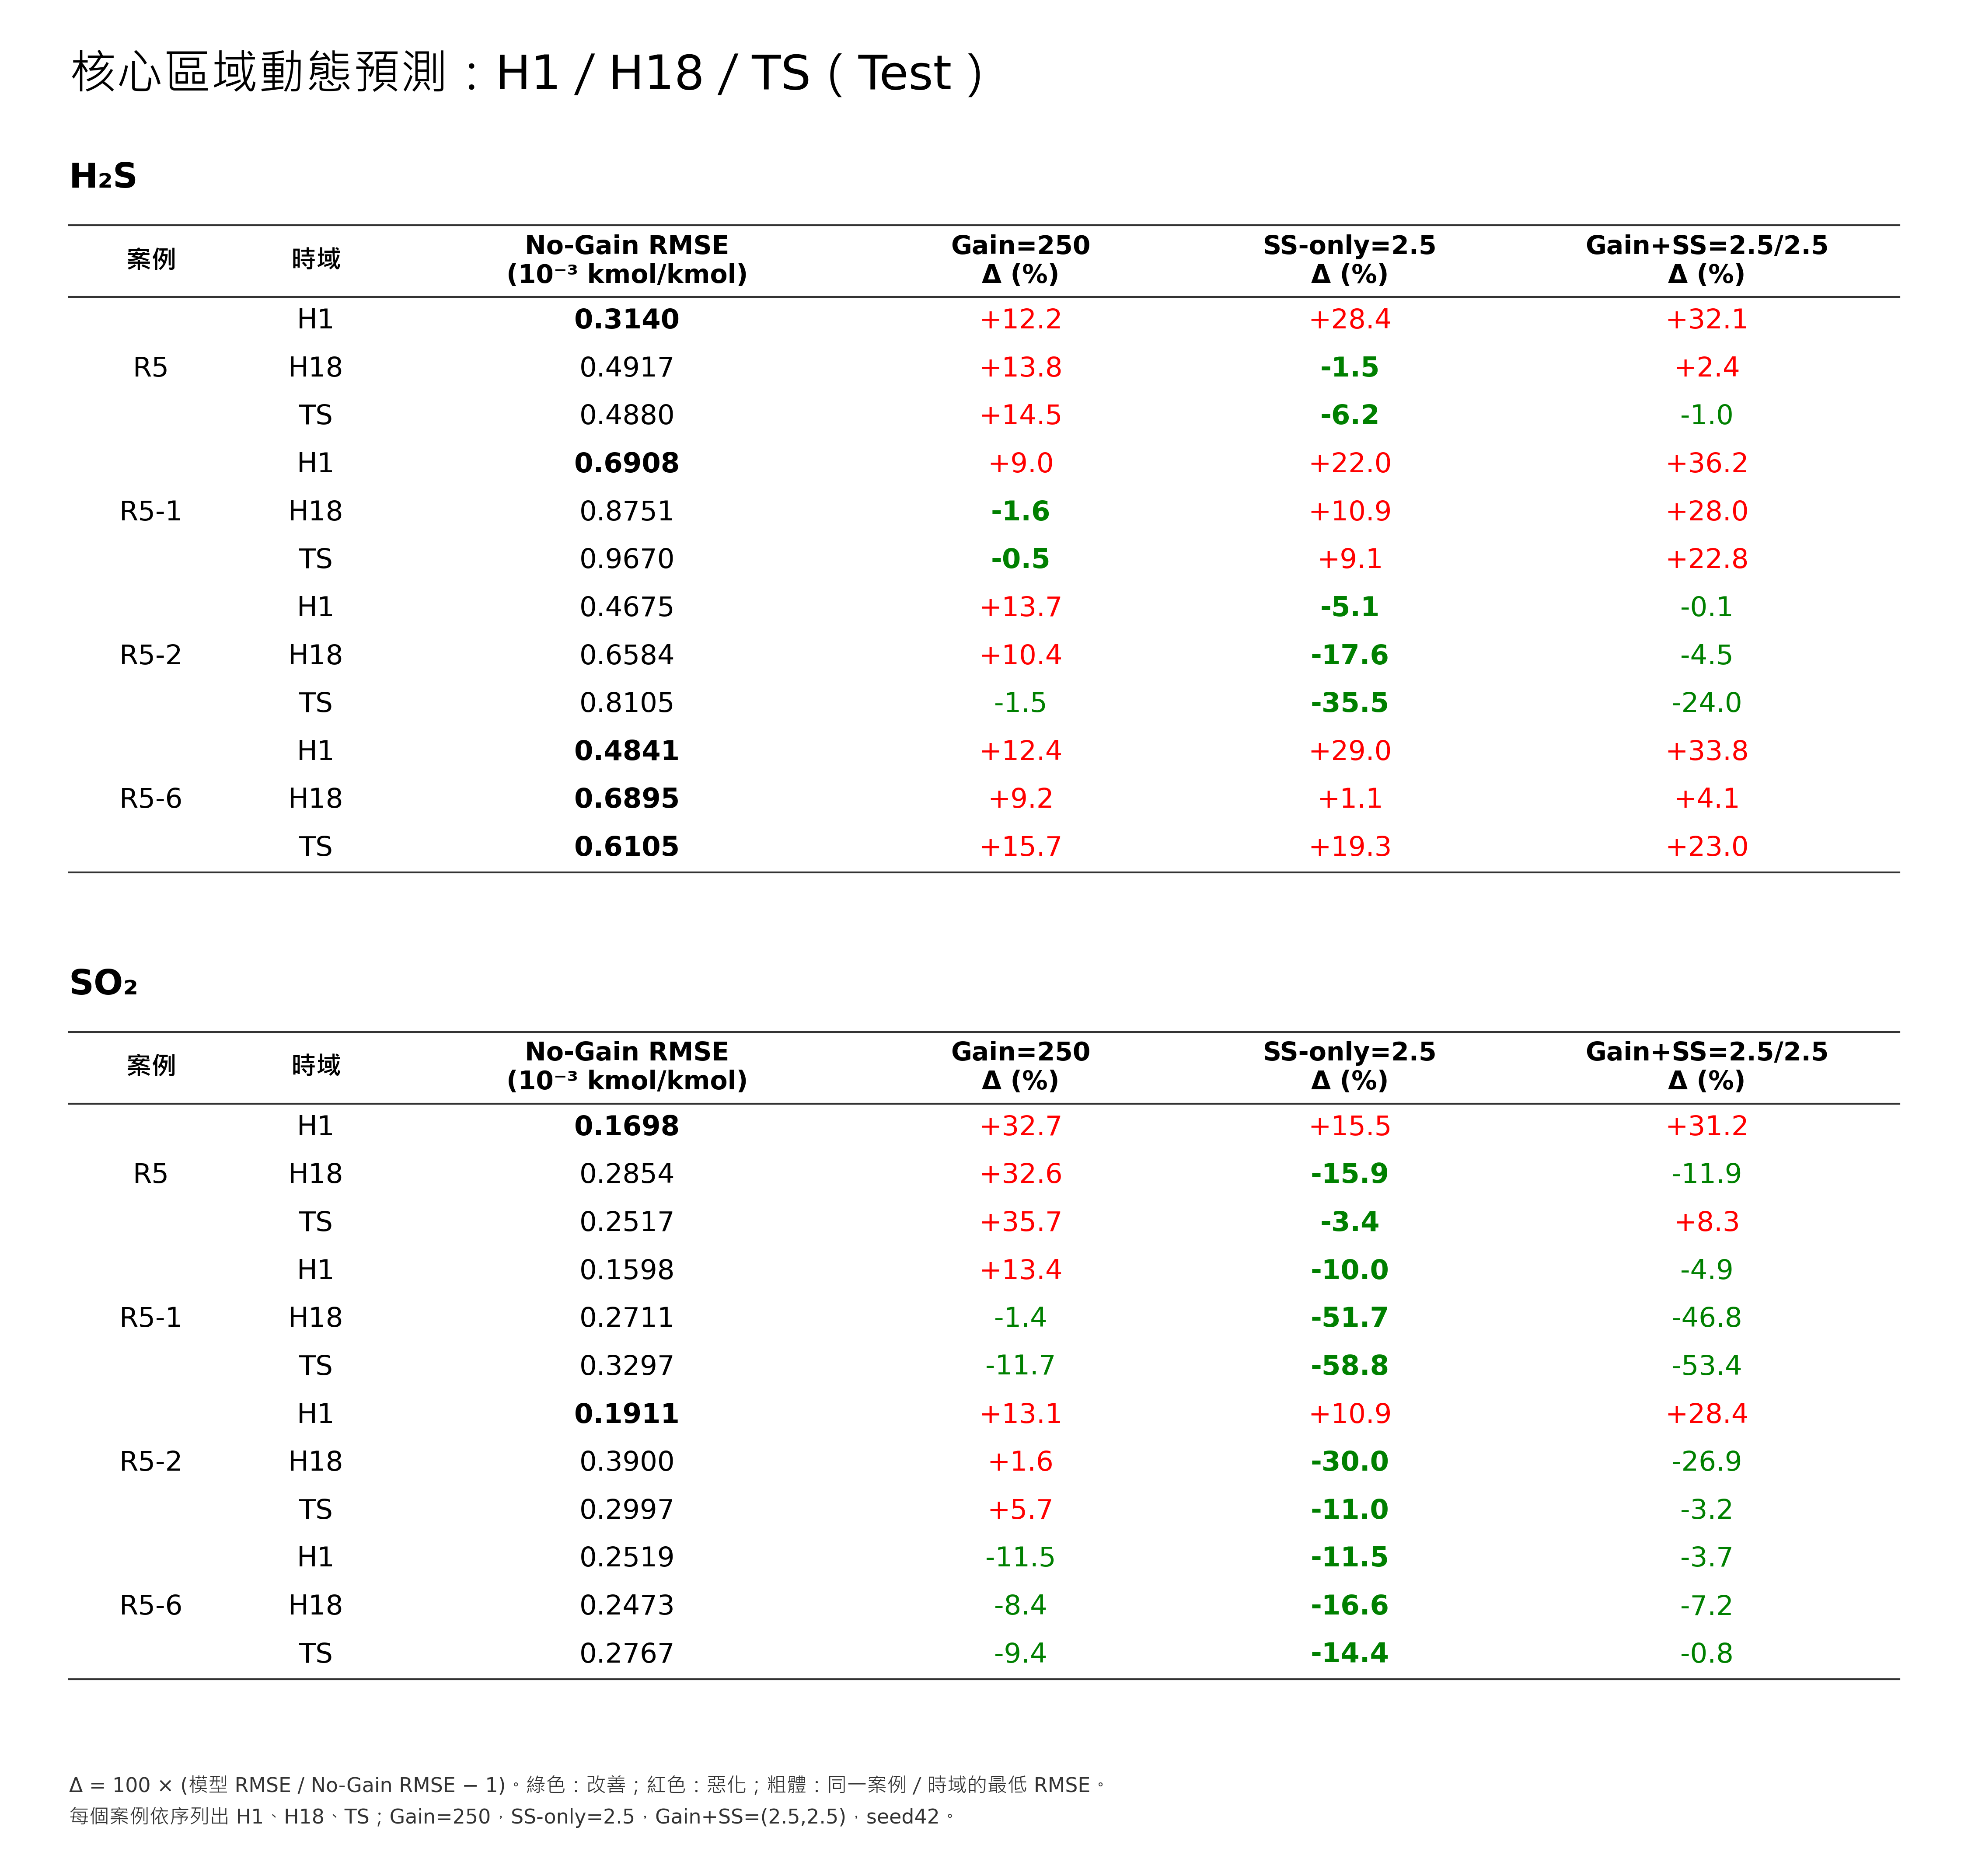 核心區域動態預測：H1 / H18 / TS（Test）
H₂S
案例 時域 No-Gain RMSE (10⁻³ kmol/kmol) Gain=250 Δ (%) SS-only=2.5 Δ (%) Gain+SS=2.5/2.5 Δ (%)
H1 0.3140 +12.2 +28.4 +32.1
R5 H18 0.4917 +13.8 -1.5 +2.4
TS 0.4880 +14.5 -6.2 -1.0
H1 0.6908 +9.0 +22.0 +36.2
R5-1 H18 0.8751 -1.6 +10.9 +28.0
TS 0.9670 -0.5 +9.1 +22.8
H1 0.4675 +13.7 -5.1 -0.1
R5-2 H18 0.6584 +10.4 -17.6 -4.5
TS 0.8105 -1.5 -35.5 -24.0
H1 0.4841 +12.4 +29.0 +33.8
R5-6 H18 0.6895 +9.2 +1.1 +4.1
TS 0.6105 +15.7 +19.3 +23.0
SO₂
案例 時域 No-Gain RMSE (10⁻³ kmol/kmol) Gain=250 Δ (%) SS-only=2.5 Δ (%) Gain+SS=2.5/2.5 Δ (%)
H1 0.1698 +32.7 +15.5 +31.2
R5 H18 0.2854 +32.6 -15.9 -11.9
TS 0.2517 +35.7 -3.4 +8.3
H1 0.1598 +13.4 -10.0 -4.9
R5-1 H18 0.2711 -1.4 -51.7 -46.8
TS 0.3297 -11.7 -58.8 -53.4
H1 0.1911 +13.1 +10.9 +28.4
R5-2 H18 0.3900 +1.6 -30.0 -26.9
TS 0.2997 +5.7 -11.0 -3.2
H1 0.2519 -11.5 -11.5 -3.7
R5-6 H18 0.2473 -8.4 -16.6 -7.2
TS 0.2767 -9.4 -14.4 -0.8
Δ = 100 × (模型 RMSE / No-Gain RMSE − 1)。綠色：改善；紅色：惡化；粗體：同一案例 / 時域的最低 RMSE。
每個案例依序列出 H1、H18、TS；Gain=250 · SS-only=2.5 · Gain+SS=(2.5,2.5) · seed42。